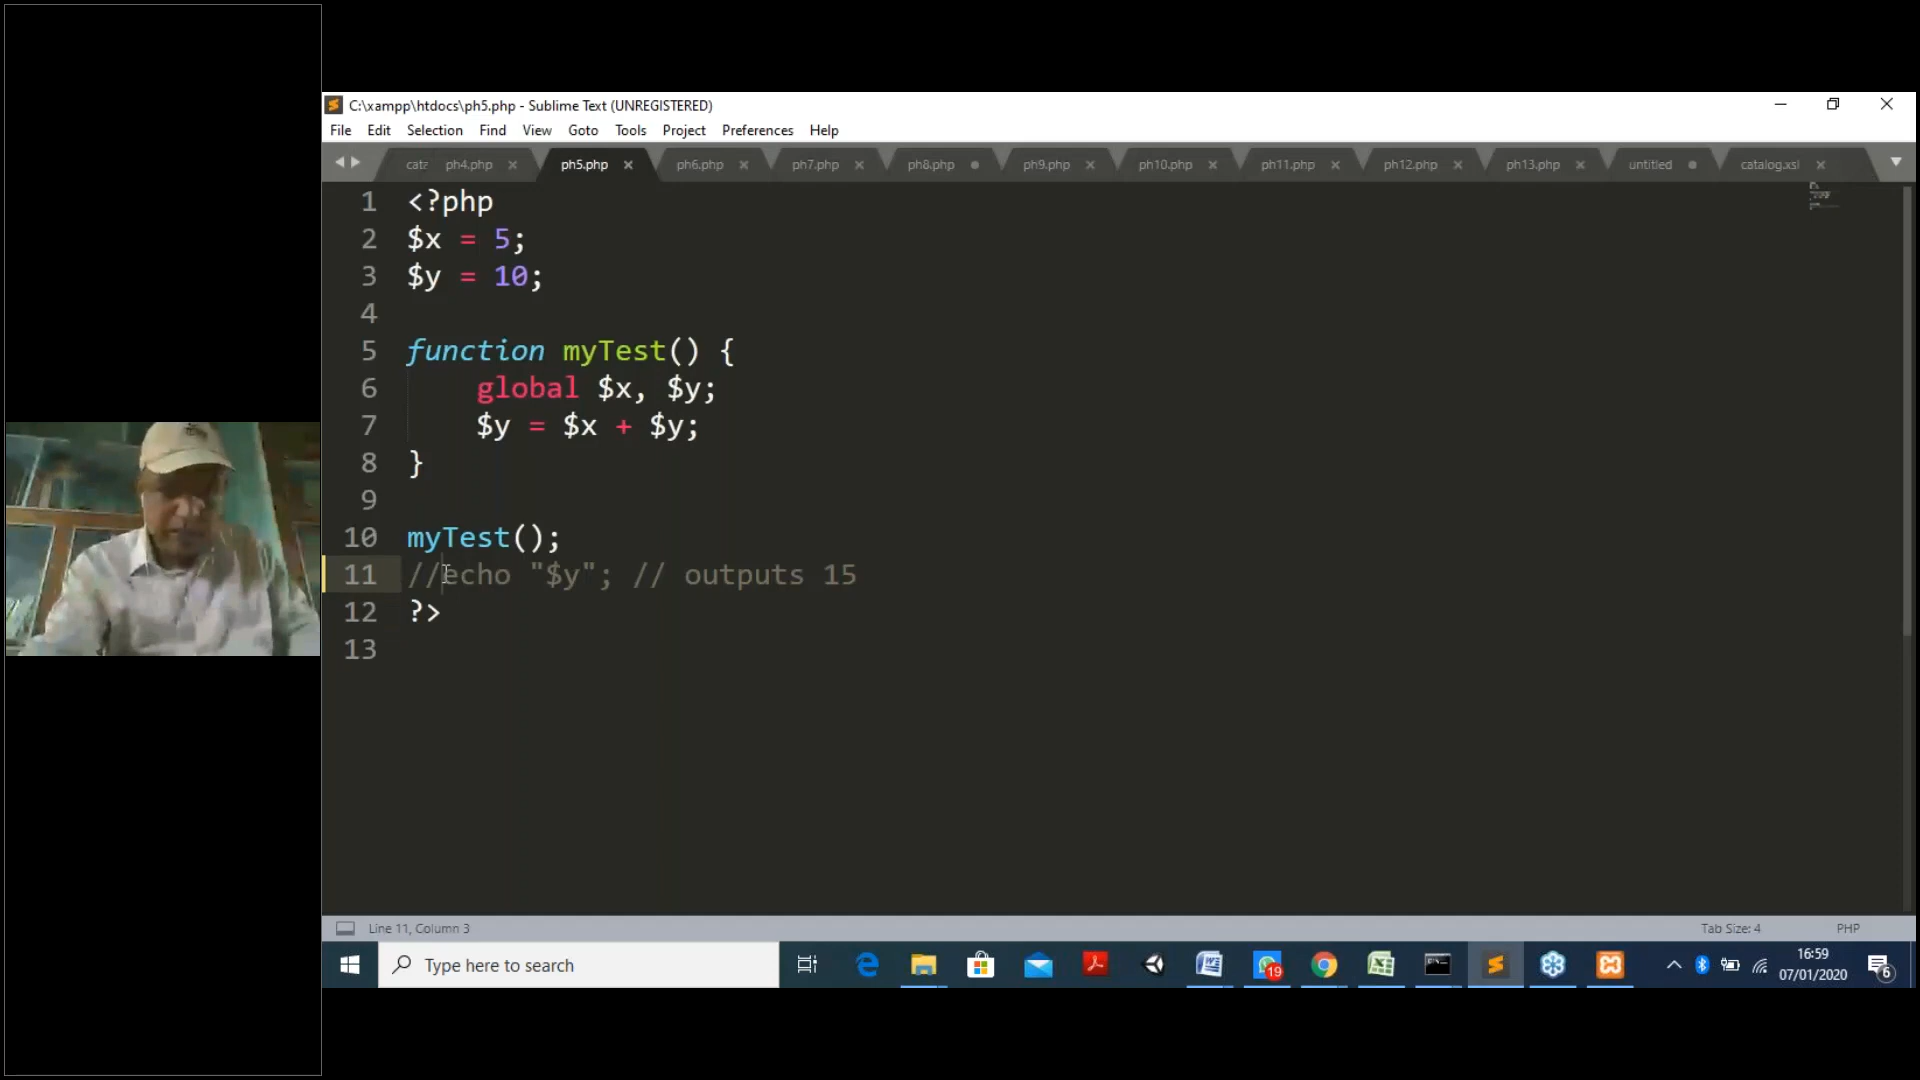 C:\xampp\htdocs\ph5.php - Sublime Text (UNREGISTERED)
File Edit Selection Find View Goto Tools Project Preferences Help
cata ph4.php ph5.php ph6.php ph7.php ph8.php ph9.php ph10.php ph11.php ph12.php ph13.php untitled catalog.xsl
1 <?php
2 $x = 5;
3 $y = 10;
4
5 function myTest() {
6 global $x, $y;
7 $y = $x + $y;
8 }
9
10 myTest();
11 //echo "$y"; // outputs 15
12 ?>
13
Line 11, Column 3 Tab Size: 4 PHP
Type here to search 19 16:59
07/01/2020 6